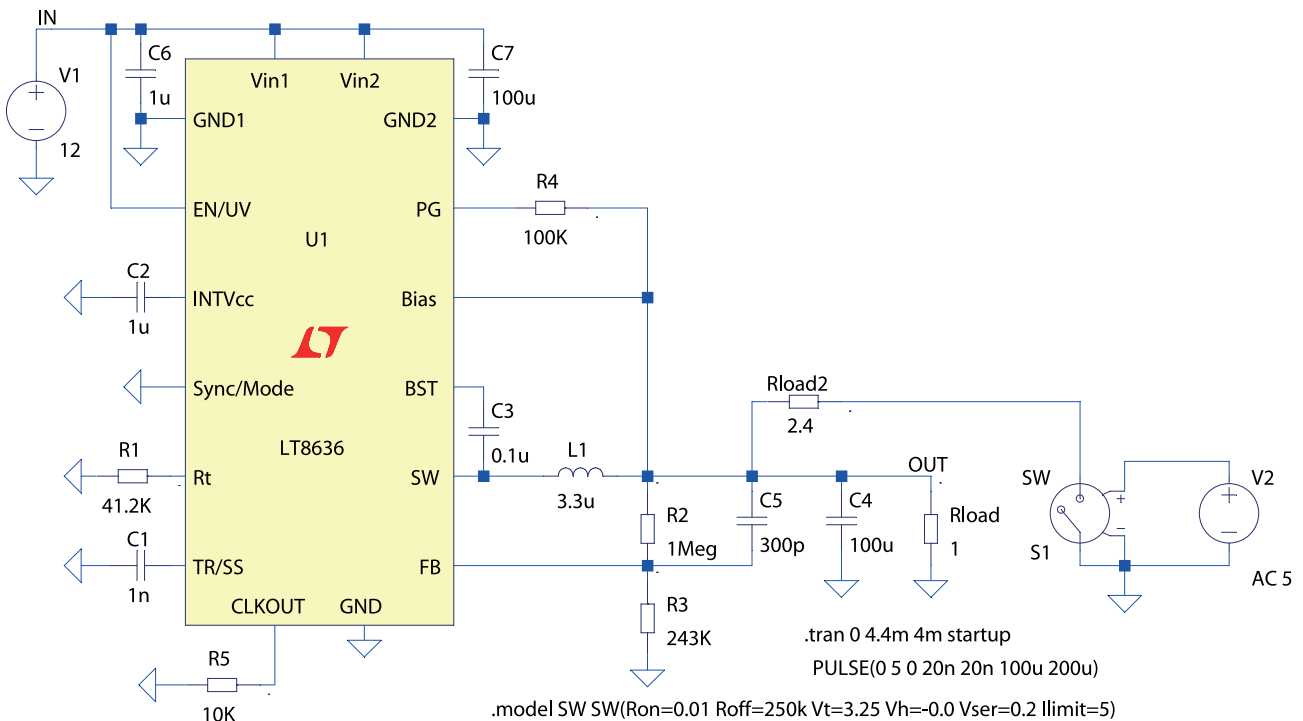 IN
V1
12
C6
1u
Vin1
Vin2
C7
100u
GND1
GND2
EN/UV
PG
R4
100K
U1
C2
1u
INTVcc
Bias
Sync/Mode
BST
C3
0.1u
Rload2
2.4
R1
41.2K
Rt
LT8636
SW
L1
3.3u
OUT
SW
S1
+
–
V2
AC 5
C1
1n
TR/SS
FB
R2
1Meg
C5
300p
C4
100u
Rload
1
CLKOUT
GND
R3
243K
R5
10K
.tran 0 4.4m 4m startup
PULSE(0 5 0 20n 20n 100u 200u)
.model SW SW(Ron=0.01 Roff=250k Vt=3.25 Vh=-0.0 Vser=0.2 Ilimit=5)